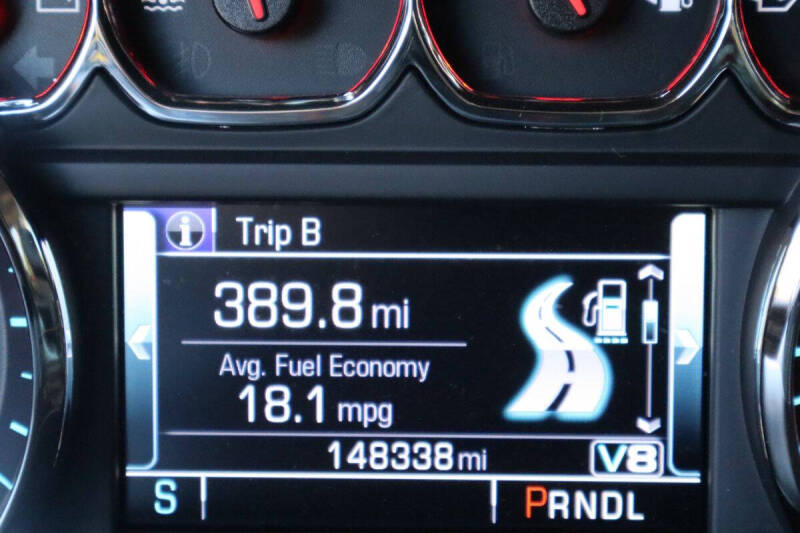 Trip B
389.8 mi
Avg. Fuel Economy
18.1 mpg
148338 mi V8
S PRNDL